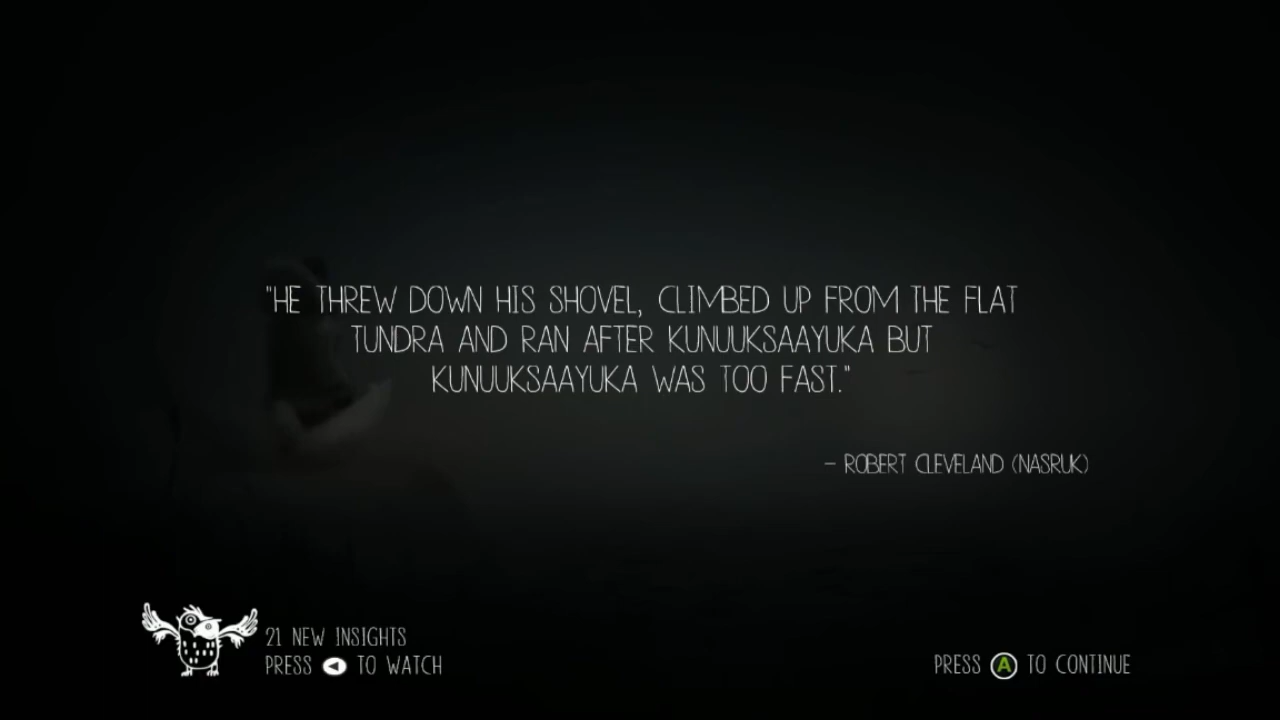 "HE THREW DOWN HIS SHOVEL, CLIMBED UP FROM THE FLAT
TUNDRA AND RAN AFTER KUNUUKSAAYUKA BUT
KUNUUKSAAYUKA WAS TOO FAST."
– ROBERT CLEVELAND (NASRUK)
21 NEW INSIGHTS
PRESS ◀ TO WATCH
PRESS A TO CONTINUE